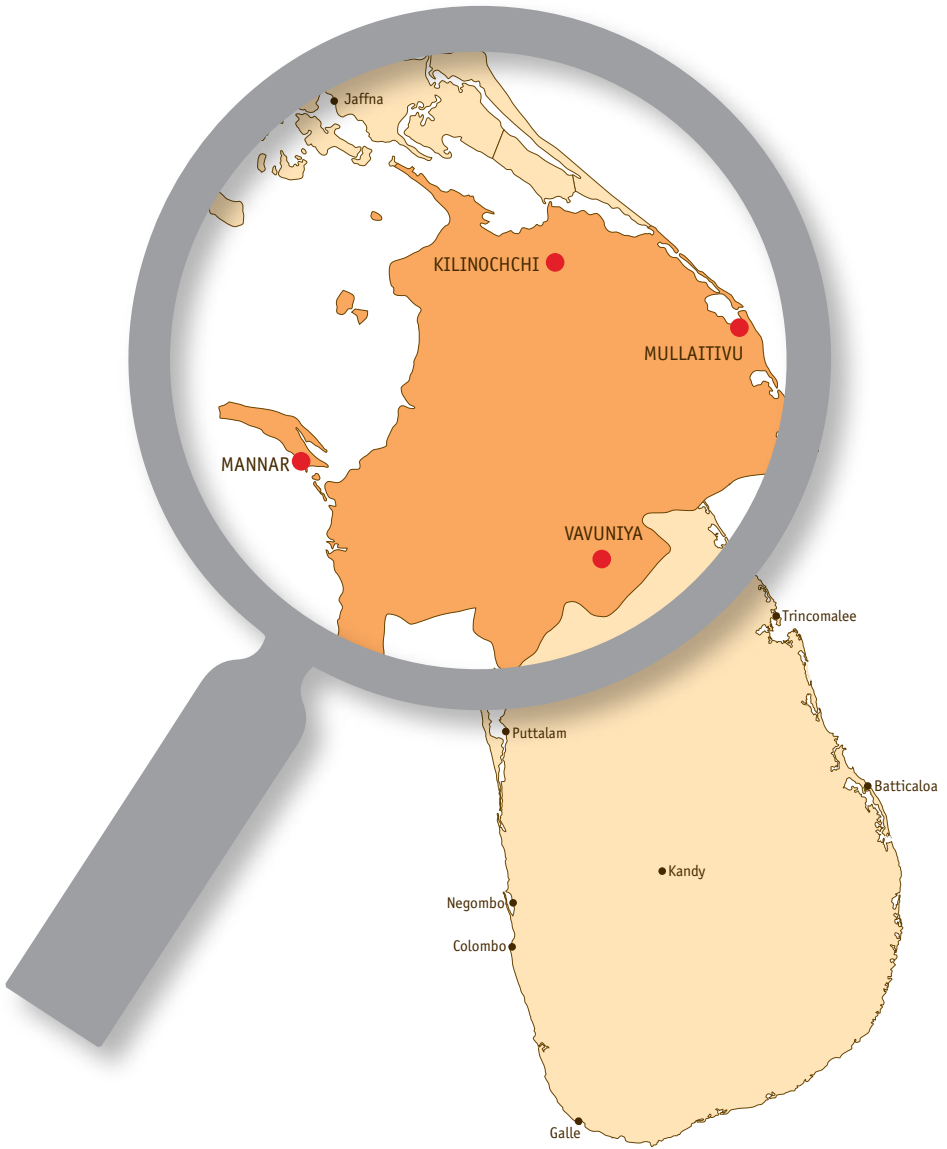 Jaffna
KILINOCHCHI
MULLAITIVU
MANNAR
VAVUNIYA
Trincomalee
Puttalam
Batticaloa
Kandy
Negombo
Colombo
Galle